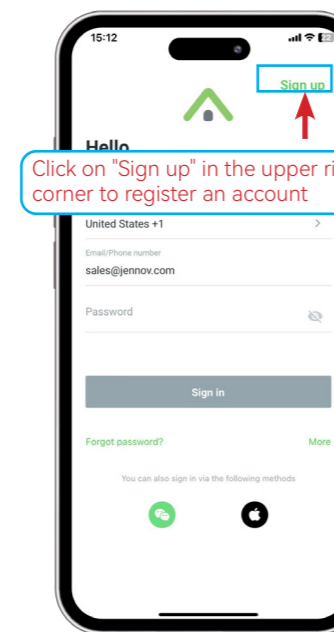 15:12
Sign up
Hello
Click on "Sign up" in the upper ri
corner to register an account
United States +1
Email/Phone number
sales@jennov.com
Password
Sign in
Forgot password? More
You can also sign in via the following methods